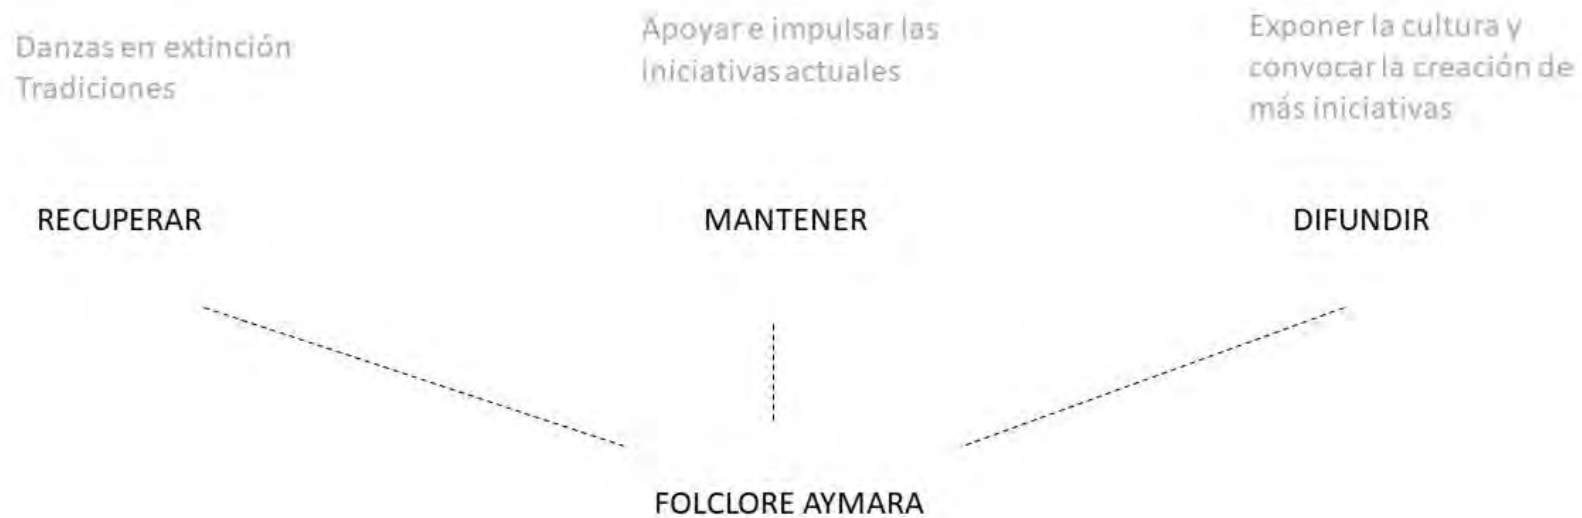 Danzas en extinción
Tradiciones
Apoyar e impulsar las
Iniciativas actuales
Exponer la cultura y
convocar la creación de
más iniciativas
RECUPERAR
MANTENER
DIFUNDIR
FOLCLORE AYMARA